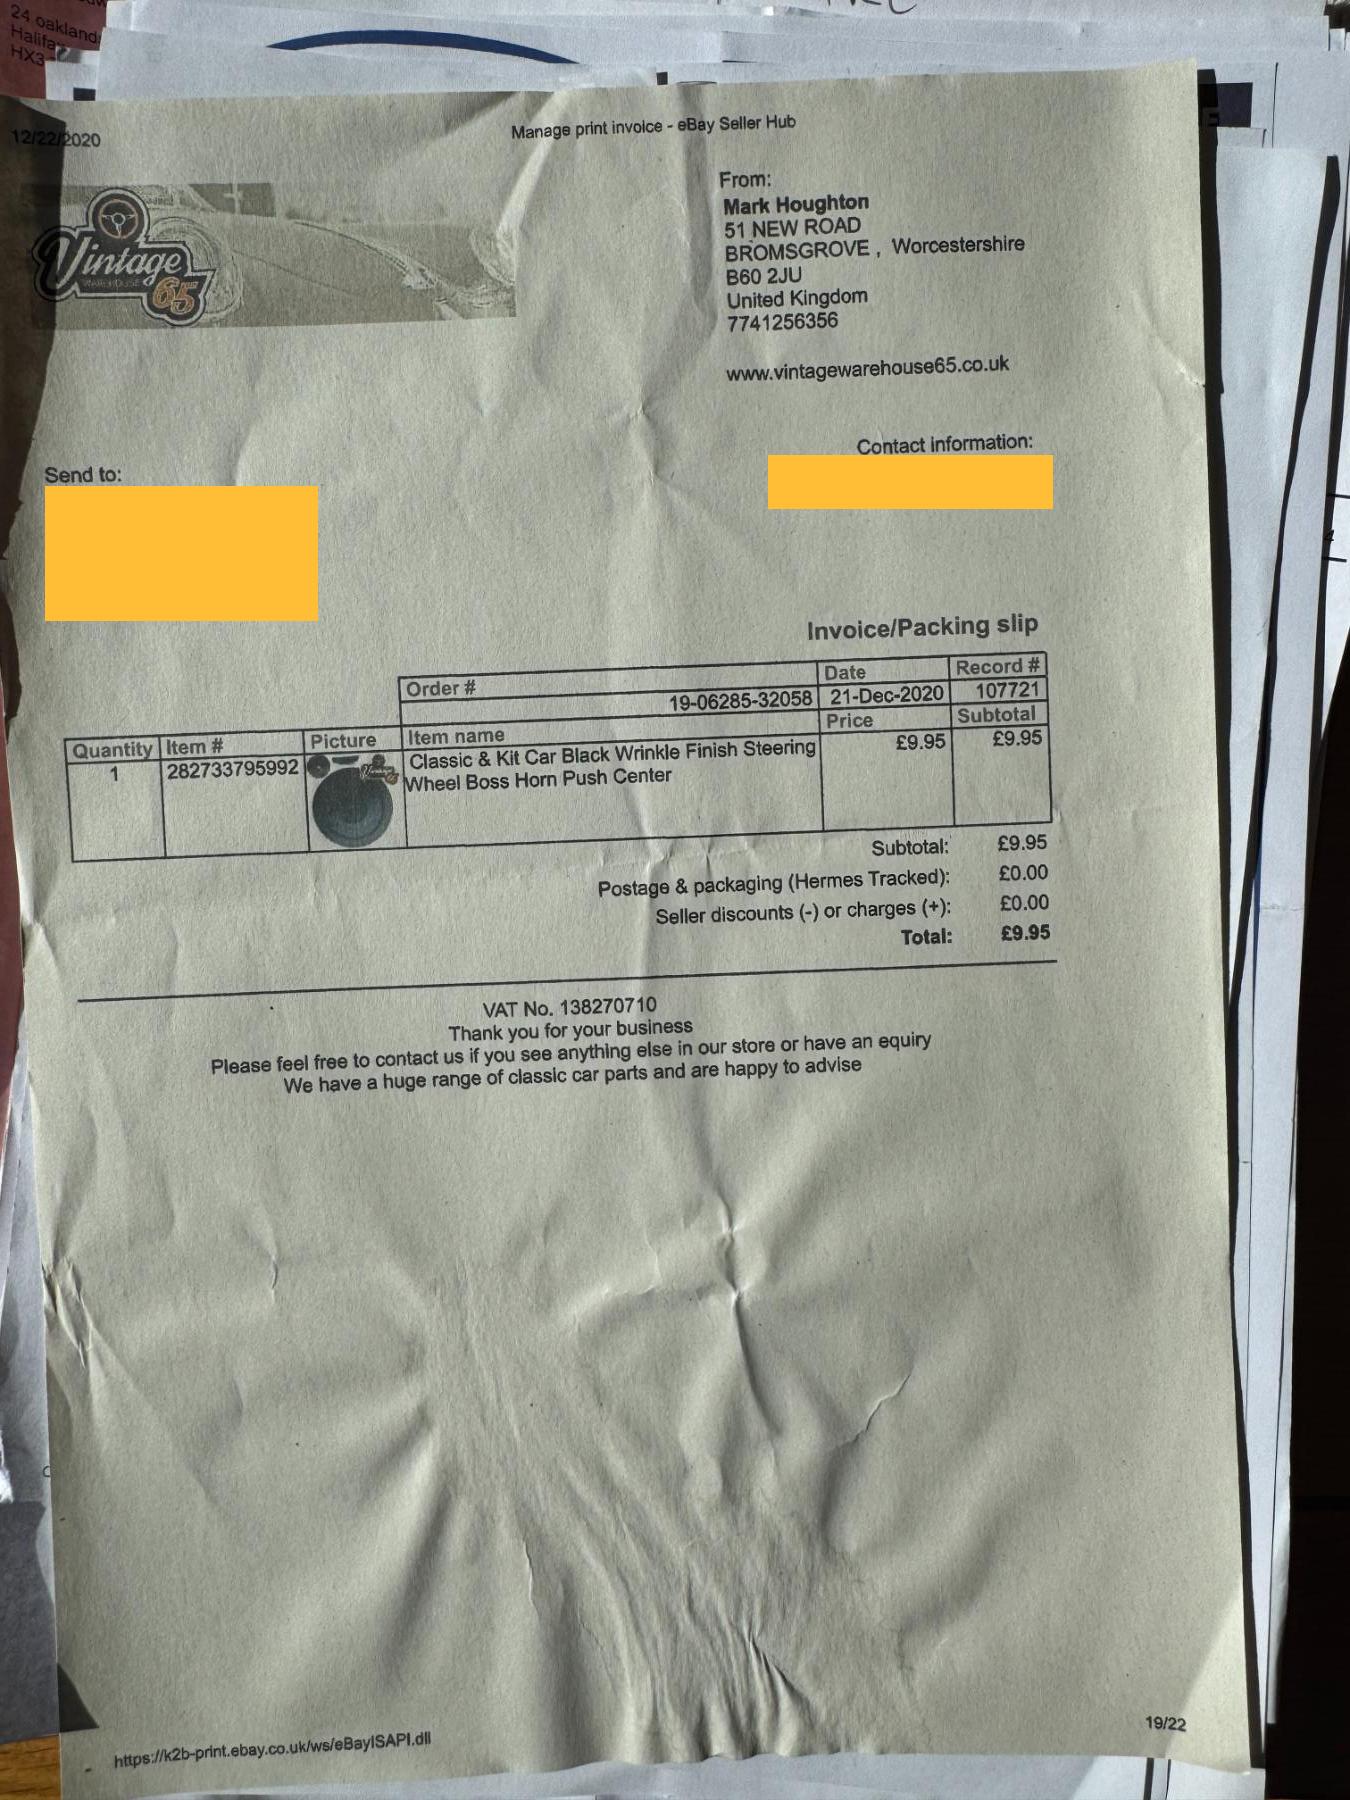 24 oakland
Halifa
HX3
12/22/2020
Manage print invoice - eBay Seller Hub
Vintage
WAREHOUSE
65
From:
Mark Houghton
51 NEW ROAD
BROMSGROVE , Worcestershire
B60 2JU
United Kingdom
7741256356
www.vintagewarehouse65.co.uk
Contact information:
Send to:
Invoice/Packing slip
Order # Date Record #
19-06285-32058 21-Dec-2020 107721
Quantity Item # Picture Item name Price Subtotal
1 282733795992 Classic & Kit Car Black Wrinkle Finish Steering £9.95 £9.95
Wheel Boss Horn Push Center
Subtotal: £9.95
Postage & packaging (Hermes Tracked): £0.00
Seller discounts (-) or charges (+): £0.00
Total: £9.95
VAT No. 138270710
Thank you for your business
Please feel free to contact us if you see anything else in our store or have an equiry
We have a huge range of classic car parts and are happy to advise
https://k2b-print.ebay.co.uk/ws/eBayISAPI.dll
19/22